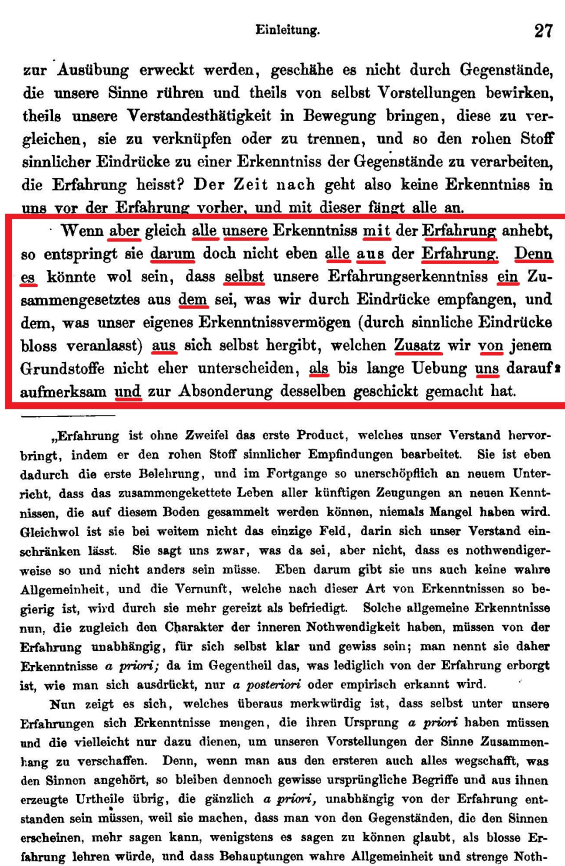 Einleitung. 27
zur Ausübung erweckt werden, geschähe es nicht durch Gegenstände,
die unsere Sinne rühren und theils von selbst Vorstellungen bewirken,
theils unsere Verstandesthätigkeit in Bewegung bringen, diese zu ver-
gleichen, sie zu verknüpfen oder zu trennen, und so den rohen Stoff
sinnlicher Eindrücke zu einer Erkenntniss der Gegenstände zu verarbeiten,
die Erfahrung heisst? Der Zeit nach geht also keine Erkenntniss in
uns vor der Erfahrung vorher, und mit dieser fängt alle an.
Wenn aber gleich alle unsere Erkenntniss mit der Erfahrung anhebt,
so entspringt sie darum doch nicht eben alle aus der Erfahrung. Denn
es könnte wol sein, dass selbst unsere Erfahrungserkenntniss ein Zu-
sammengesetztes aus dem sei, was wir durch Eindrücke empfangen, und
dem, was unser eigenes Erkenntnissvermögen (durch sinnliche Eindrücke
bloss veranlasst) aus sich selbst hergibt, welchen Zusatz wir von jenem
Grundstoffe nicht eher unterscheiden, als bis lange Uebung uns darauf
aufmerksam und zur Absonderung desselben geschickt gemacht hat.
„Erfahrung ist ohne Zweifel das erste Product, welches unser Verstand hervor-
bringt, indem er den rohen Stoff sinnlicher Empfindungen bearbeitet. Sie ist eben
dadurch die erste Belehrung, und im Fortgange so unerschöpflich an neuem Unter-
richt, dass das zusammengekettete Leben aller künftigen Zeugungen an neuen Kennt-
nissen, die auf diesem Boden gesammelt werden können, niemals Mangel haben wird.
Gleichwol ist sie bei weitem nicht das einzige Feld, darin sich unser Verstand ein-
schränken lässt. Sie sagt uns zwar, was da sei, aber nicht, dass es nothwendiger-
weise so und nicht anders sein müsse. Eben darum gibt sie uns auch keine wahre
Allgemeinheit, und die Vernunft, welche nach dieser Art von Erkenntnissen so be-
gierig ist, wird durch sie mehr gereizt als befriedigt. Solche allgemeine Erkenntnisse
nun, die zugleich den Charakter der inneren Nothwendigkeit haben, müssen von der
Erfahrung unabhängig, für sich selbst klar und gewiss sein; man nennt sie daher
Erkenntnisse a priori; da im Gegentheil das, was lediglich von der Erfahrung erborgt
ist, wie man sich ausdrückt, nur a posteriori oder empirisch erkannt wird.
Nun zeigt es sich, welches überaus merkwürdig ist, dass selbst unter unsere
Erfahrungen sich Erkenntnisse mengen, die ihren Ursprung a priori haben müssen
und die vielleicht nur dazu dienen, um unseren Vorstellungen der Sinne Zusammen-
hang zu verschaffen. Denn, wenn man aus den ersteren auch alles wegschafft, was
den Sinnen angehört, so bleiben dennoch gewisse ursprüngliche Begriffe und aus ihnen
erzeugte Urtheile übrig, die gänzlich a priori, unabhängig von der Erfahrung ent-
standen sein müssen, weil sie machen, dass man von den Gegenständen, die den Sinnen
erscheinen, mehr sagen kann, wenigstens es sagen zu können glaubt, als blosse Er-
fahrung lehren würde, und dass Behauptungen wahre Allgemeinheit und strenge Noth-